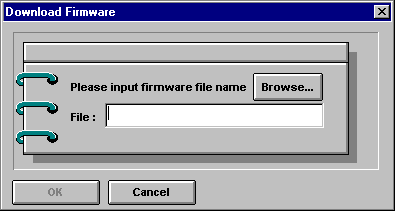 Download Firmware
Please input firmware file name Browse...
File :
OK Cancel